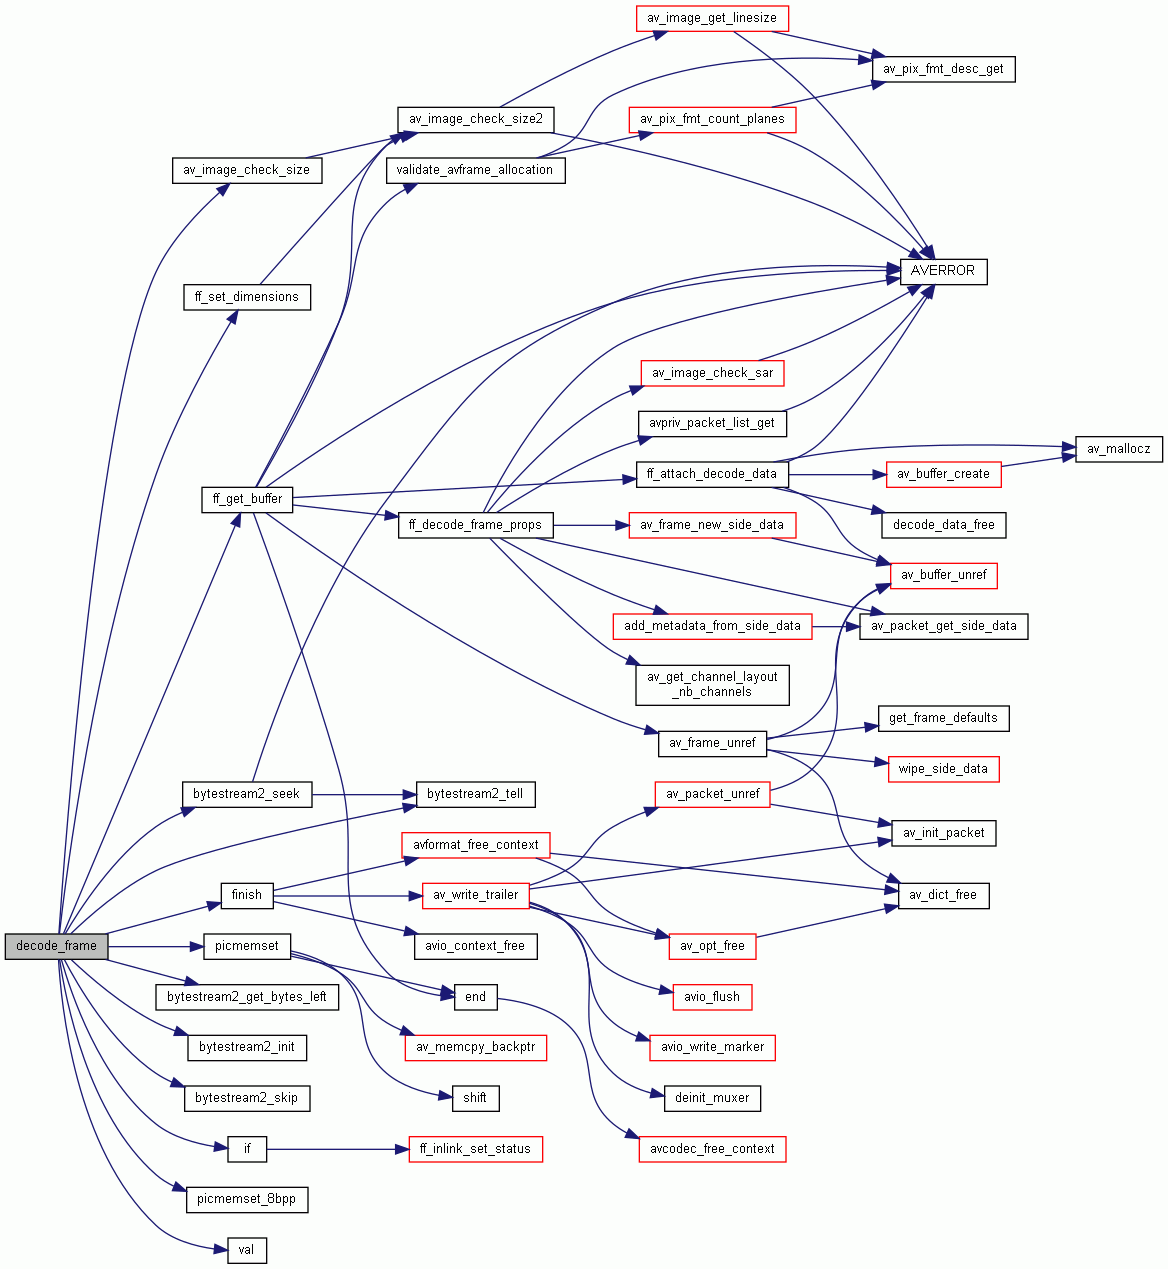 av_image_get_linesize
av_pix_fmt_desc_get
av_image_check_size2
av_pix_fmt_count_planes
av_image_check_size
validate_avframe_allocation
AVERROR
ff_set_dimensions
av_image_check_sar
avpriv_packet_list_get
av_mallocz
ff_attach_decode_data
av_buffer_create
ff_get_buffer
ff_decode_frame_props
av_frame_new_side_data
decode_data_free
av_buffer_unref
add_metadata_from_side_data
av_packet_get_side_data
av_get_channel_layout
_nb_channels
get_frame_defaults
av_frame_unref
wipe_side_data
bytestream2_seek
bytestream2_tell
av_packet_unref
av_init_packet
avformat_free_context
finish
av_write_trailer
av_dict_free
decode_frame
picmemset
avio_context_free
av_opt_free
bytestream2_get_bytes_left
end
avio_flush
bytestream2_init
av_memcpy_backptr
avio_write_marker
bytestream2_skip
shift
deinit_muxer
if
ff_inlink_set_status
avcodec_free_context
picmemset_8bpp
val